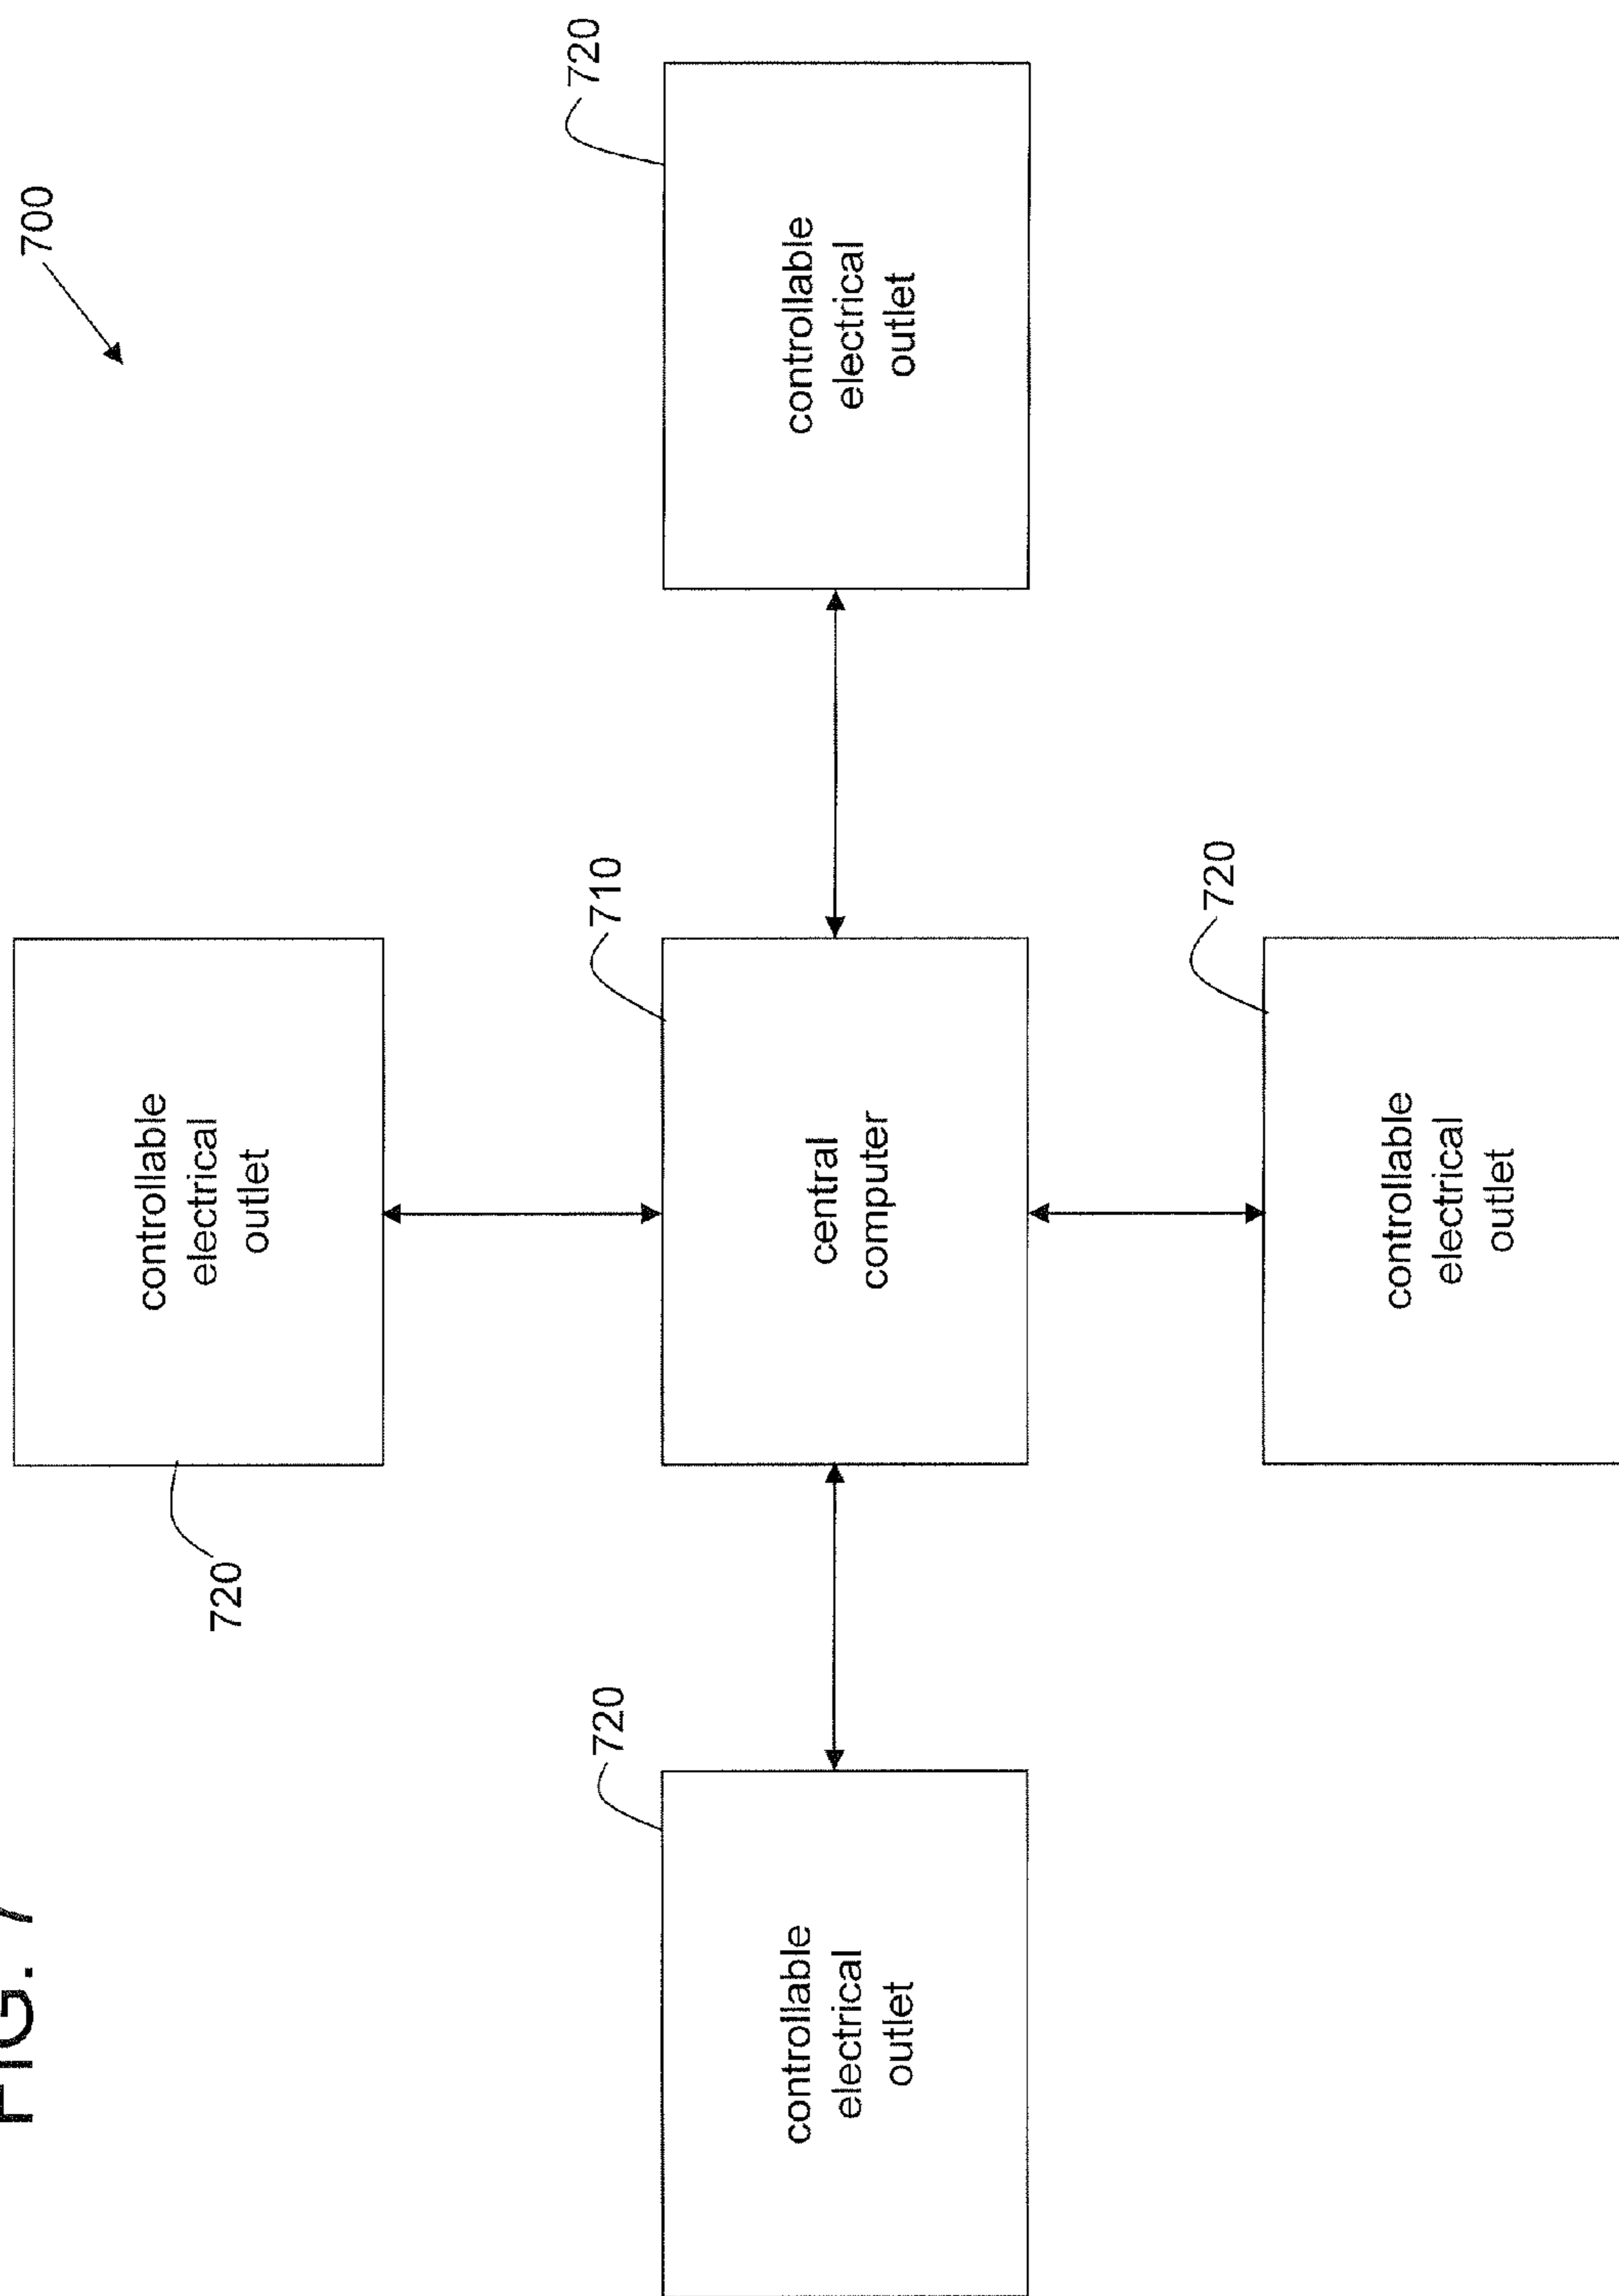 FIG. 7
700
controllable
electrical
outlet
720
720
controllable
electrical
outlet
710
central
computer
720
controllable
electrical
outlet
720
controllable
electrical
outlet